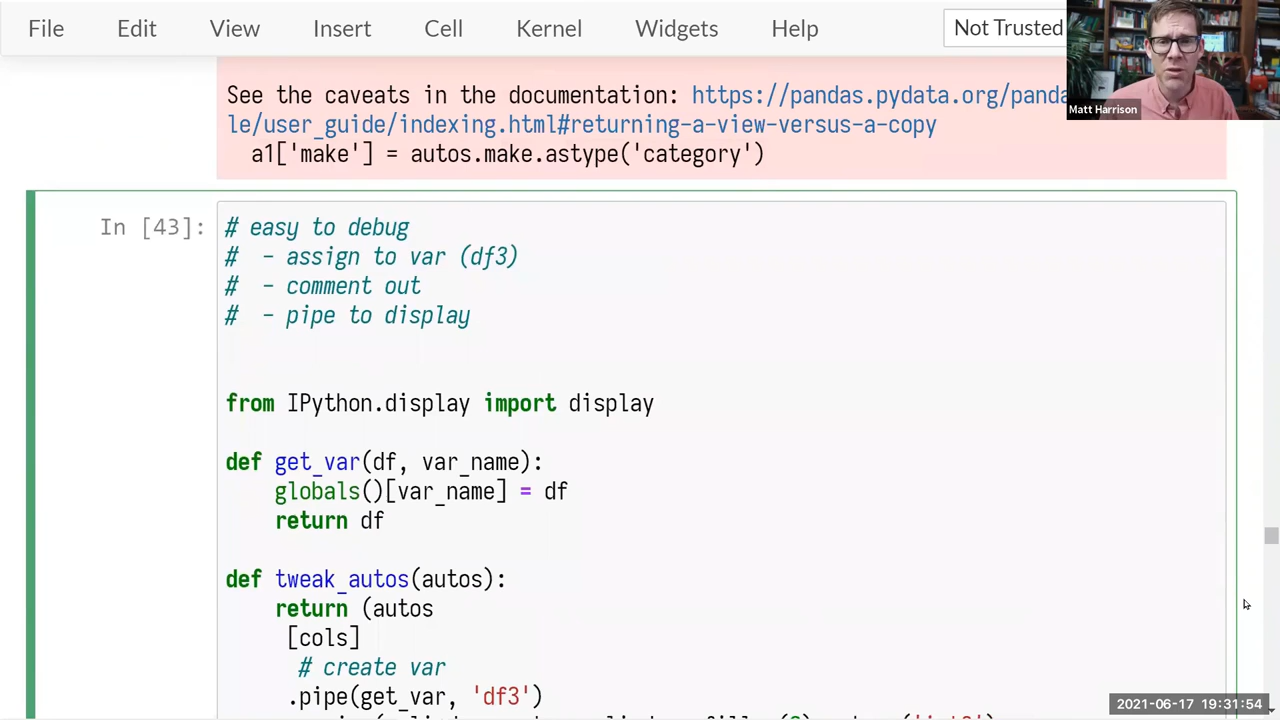 File Edit View Insert Cell Kernel Widgets Help Not Trusted
Matt Harrison
See the caveats in the documentation: https://pandas.pydata.org/panda
le/user_guide/indexing.html#returning-a-view-versus-a-copy
a1['make'] = autos.make.astype('category')
In [43]:
# easy to debug
#  - assign to var (df3)
#  - comment out
#  - pipe to display
from IPython.display import display
def get_var(df, var_name):
globals()[var_name] = df
return df
def tweak_autos(autos):
return (autos
[cols]
# create var
.pipe(get_var, 'df3')
2021-06-17 19:31:54